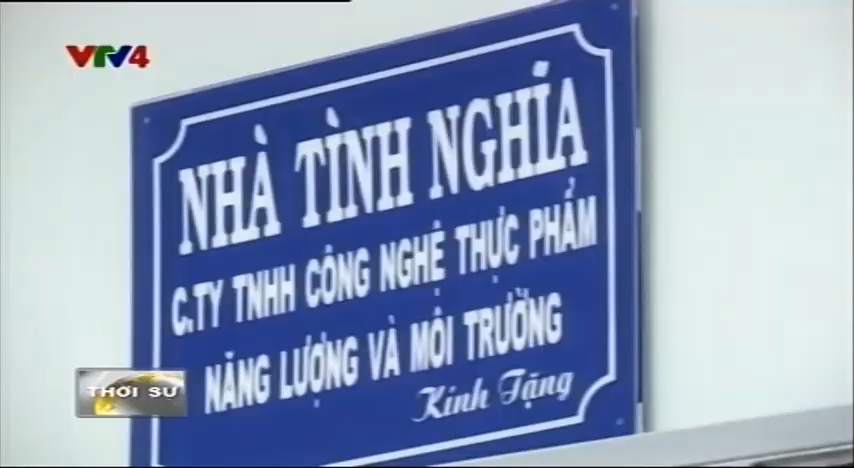 VTV4
NHÀ TÌNH NGHĨA
C.TY TNHH CÔNG NGHỆ THỰC PHẨM
NĂNG LƯỢNG VÀ MÔI TRƯỜNG
Kính Tặng
THỜI SỰ